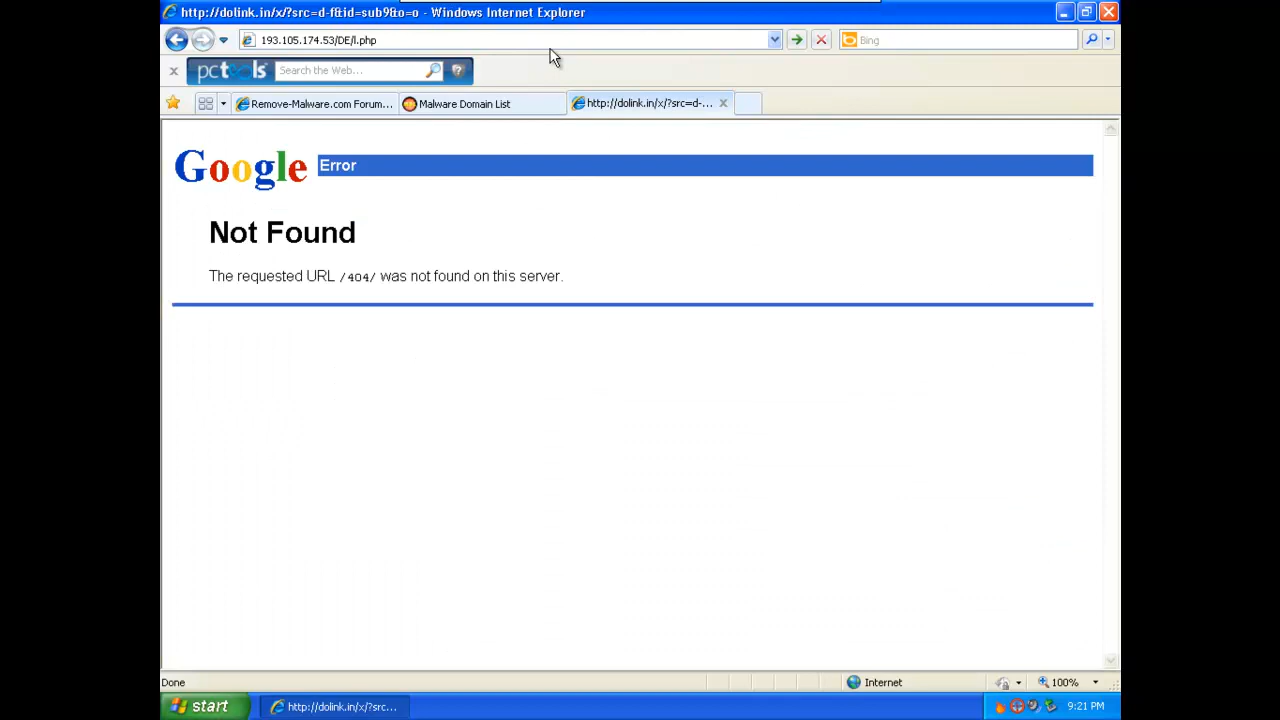 http://dolink.in/x/?src=d-f&id=sub9&o=o - Windows Internet Explorer
193.105.174.53/DE/l.php
Bing
pctools
Search the Web...
Remove-Malware.com Forum...
Malware Domain List
http://dolink.in/x/?src=d-...
Google
Error
Not Found
The requested URL /404/ was not found on this server.
Done
Internet
100%
start
http://dolink.in/x/?src...
9:21 PM